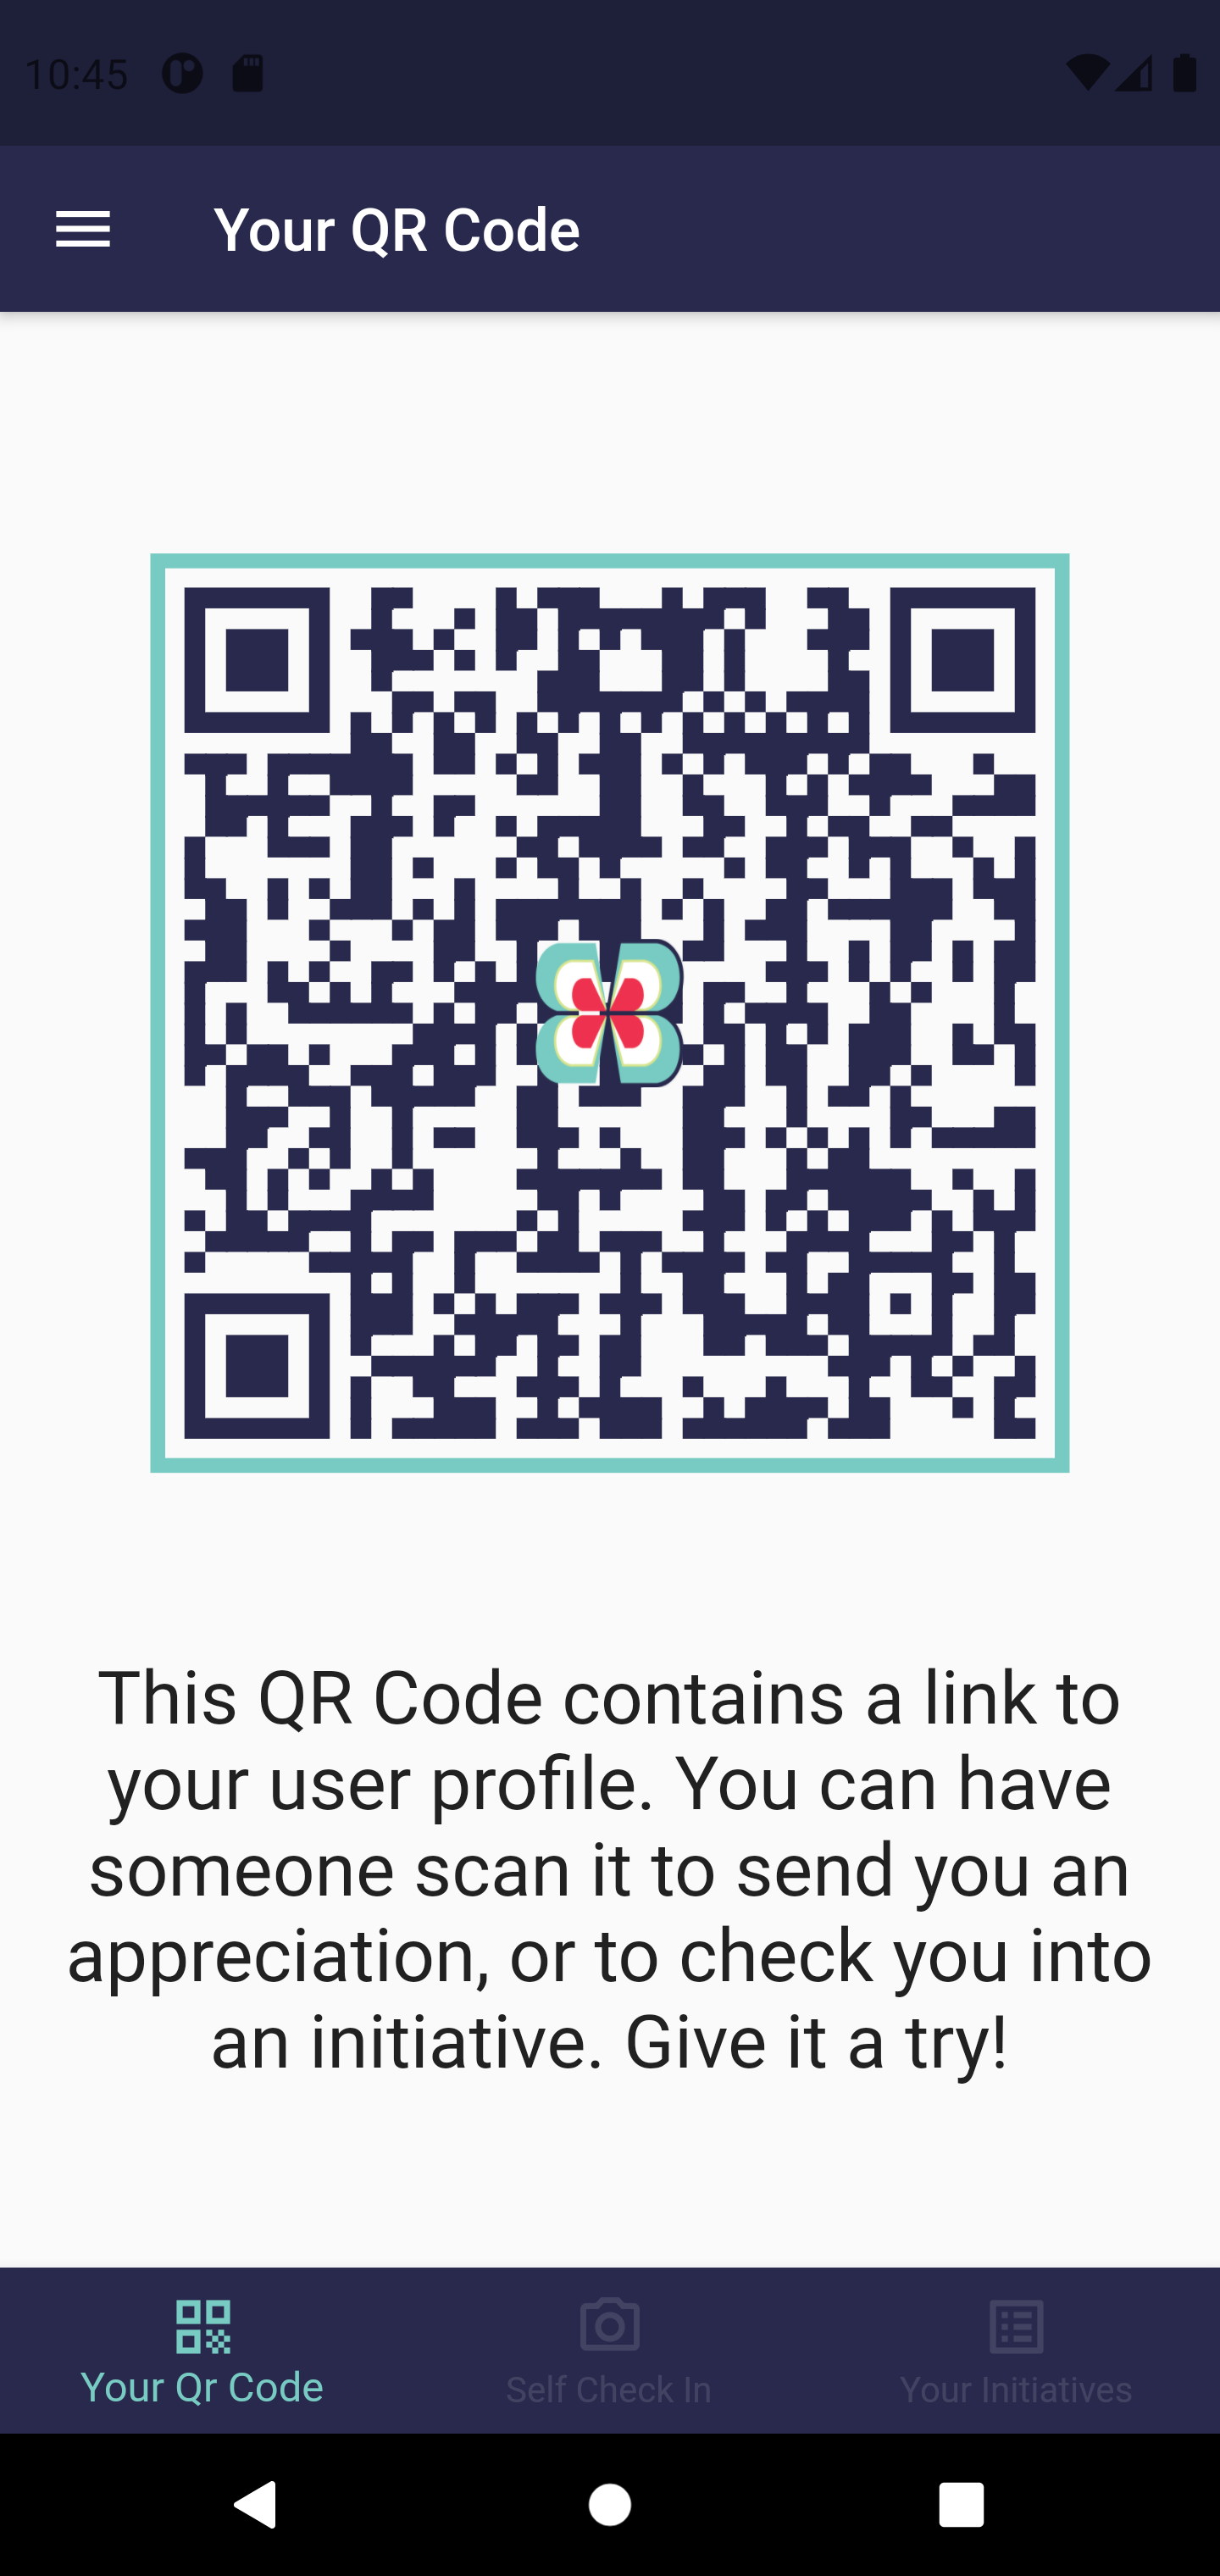 10:45
Your QR Code
This QR Code contains a link to
your user profile. You can have
someone scan it to send you an
appreciation, or to check you into
an initiative. Give it a try!
Your Qr Code
Self Check In
Your Initiatives